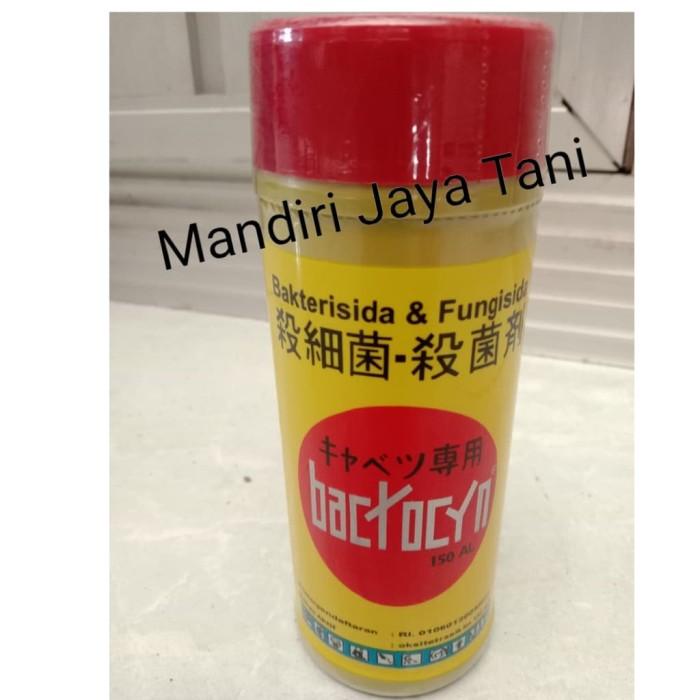 Mandiri Jaya Tani
Bakterisida & Fungisida
殺細菌-殺菌剤
キャベツ専用
bactocyn®
150 AL
: RI.